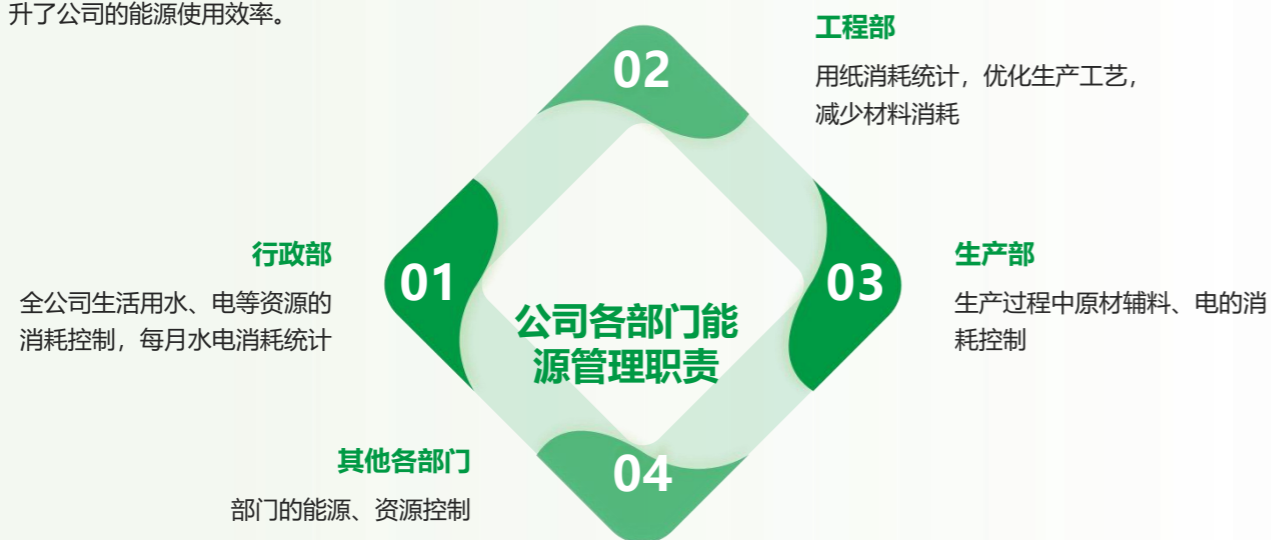 升了公司的能源使用效率。
01
行政部
全公司生活用水、电等资源的
消耗控制，每月水电消耗统计
02
工程部
用纸消耗统计，优化生产工艺，
减少材料消耗
03
生产部
生产过程中原材辅料、电的消
耗控制
公司各部门能
源管理职责
04
其他各部门
部门的能源、资源控制